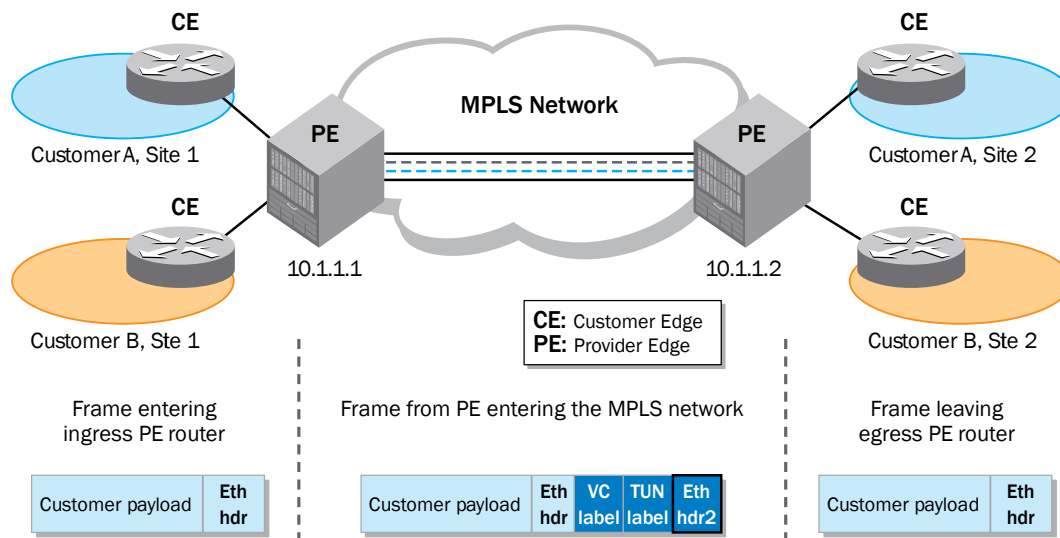 CE
CE
MPLS Network
PE
PE
Customer A, Site 1
Customer A, Site 2
CE
CE
10.1.1.1
10.1.1.2
CE: Customer Edge
PE: Provider Edge
Customer B, Ste 1
Customer B, Ste 2
Frame entering
ingress PE router
Frame from PE entering the MPLS network
Frame leaving
egress PE router
Customer payload
Eth
hdr
Customer payload
Eth
hdr
VC
label
TUN
label
Eth
hdr2
Customer payload
Eth
hdr